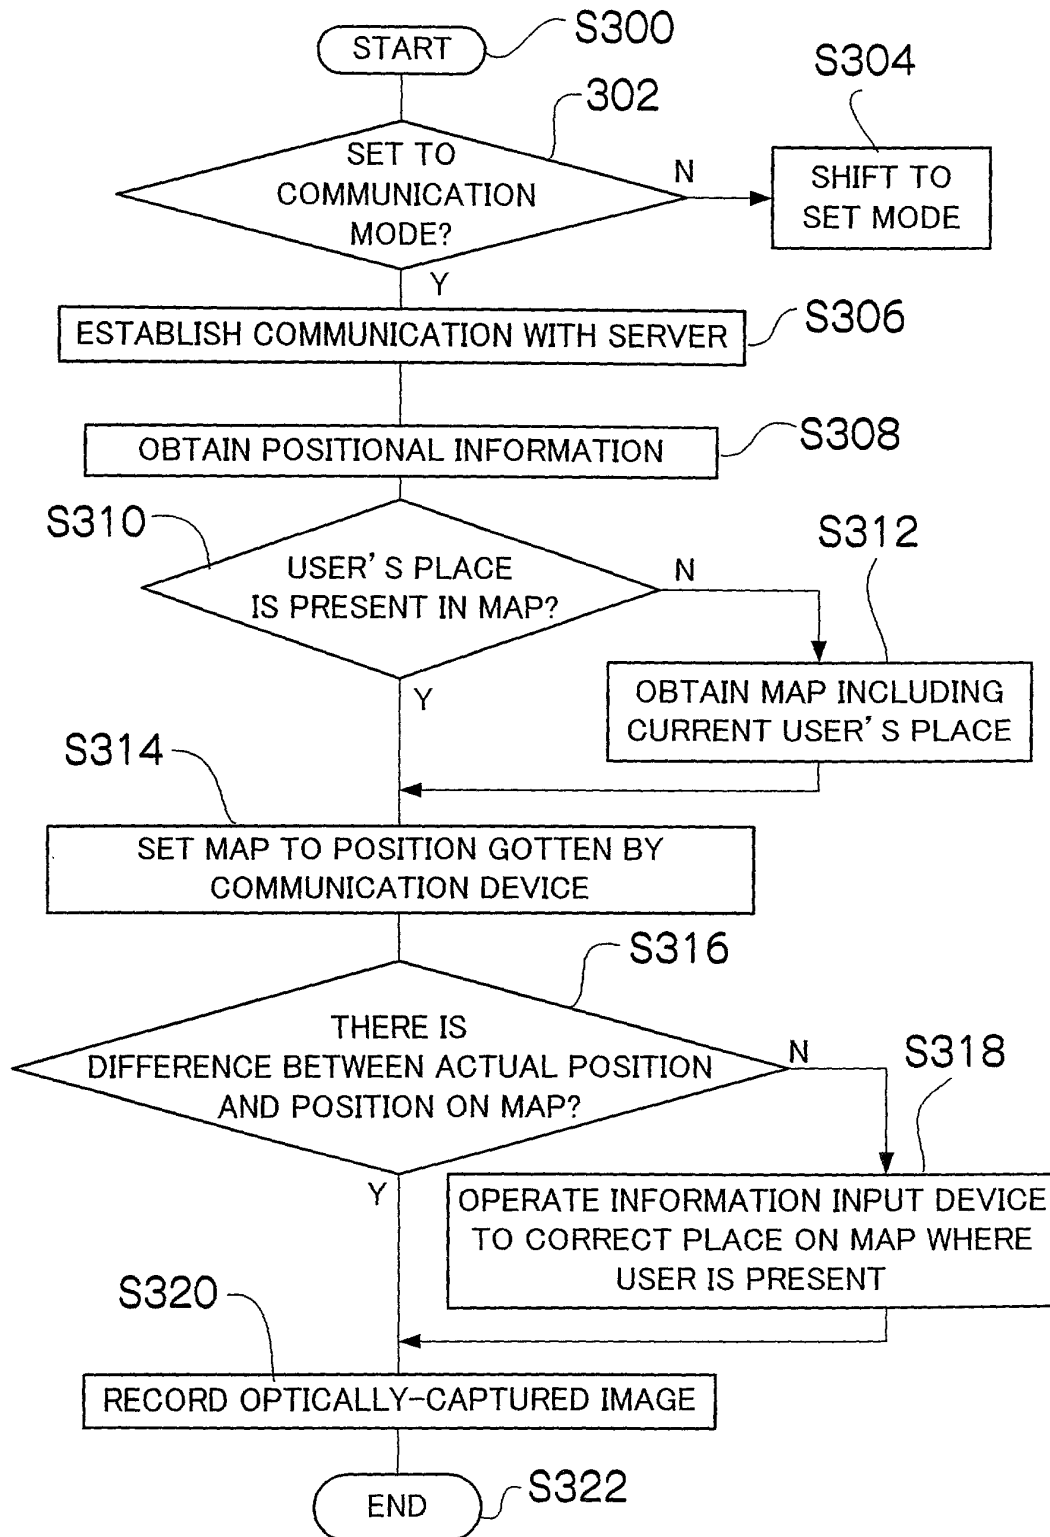 START
S300
302
S304
SET TO
COMMUNICATION
MODE?
N
SHIFT TO
SET MODE
Y
ESTABLISH COMMUNICATION WITH SERVER
S306
OBTAIN POSITIONAL INFORMATION
S308
S310
USER'S PLACE
IS PRESENT IN MAP?
N
S312
Y
OBTAIN MAP INCLUDING
CURRENT USER'S PLACE
S314
SET MAP TO POSITION GOTTEN BY
COMMUNICATION DEVICE
S316
THERE IS
DIFFERENCE BETWEEN ACTUAL POSITION
AND POSITION ON MAP?
N
S318
Y
OPERATE INFORMATION INPUT DEVICE
TO CORRECT PLACE ON MAP WHERE
USER IS PRESENT
S320
RECORD OPTICALLY-CAPTURED IMAGE
END
S322